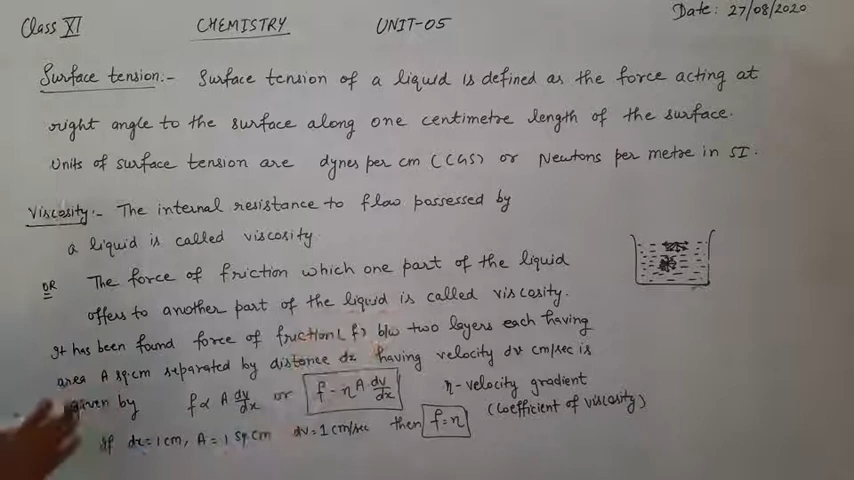 Class XI CHEMISTRY UNIT-05 Date: 27/08/2020
Surface tension:- Surface tension of a liquid is defined as the force acting at
right angle to the surface along one centimetre length of the surface.
Units of surface tension are dynes per cm (CGS) or Newtons per metre in SI.
Viscosity:- The internal resistance to flow possessed by
a liquid is called viscosity.
OR The force of friction which one part of the liquid
offers to another part of the liquid is called viscosity.
It has been found force of friction (f) b/w two layers each having
area A sq.cm separated by distance dx having velocity dv cm/sec is
given by f ∝ A dv/dx or f = η A dv/dx η-velocity gradient
(Coefficient of viscosity)
If dx = 1 cm, A = 1 sq.cm dv = 1 cm/sec then f = η